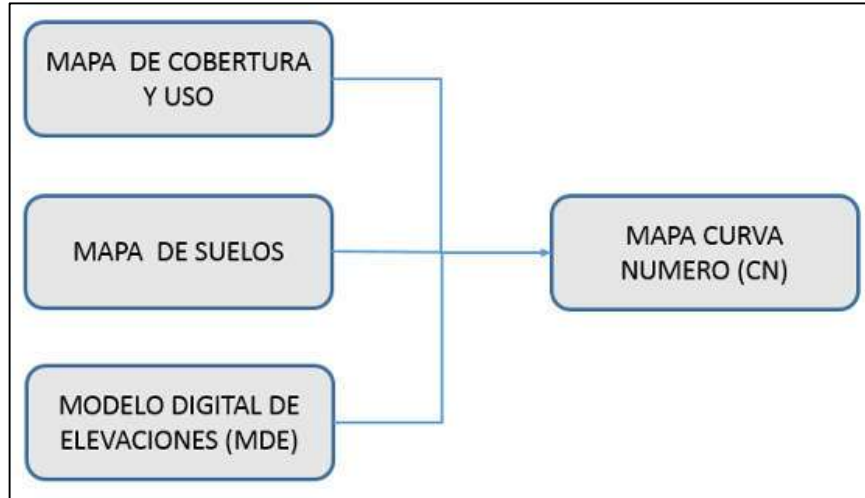 MAPA DE COBERTURA
Y USO
MAPA DE SUELOS
MODELO DIGITAL DE
ELEVACIONES (MDE)
MAPA CURVA
NUMERO (CN)